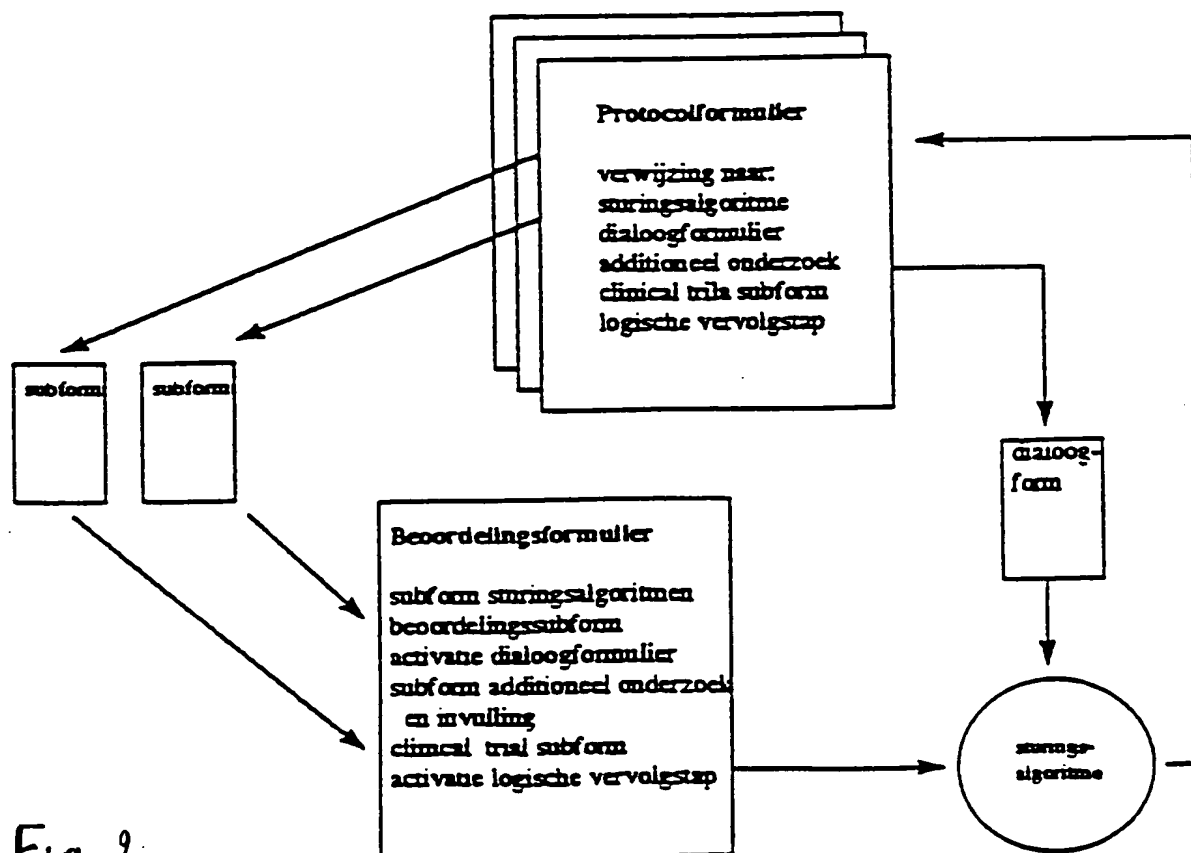 Protocolformulier
verwijzing naar:
sturingsalgoritme
dialoogformulier
additioneel onderzoek
clinical trila subform
logische vervolgstap
subform
subform
dialoog-
form
Beoordelingsformulier
subform sturingsalgoritmen
beoordelingssubform
activatie dialoogformulier
subform additioneel onderzoek
en invulling
clinical trial subform
activatie logische vervolgstap
sturings-
algoritme
Fig.